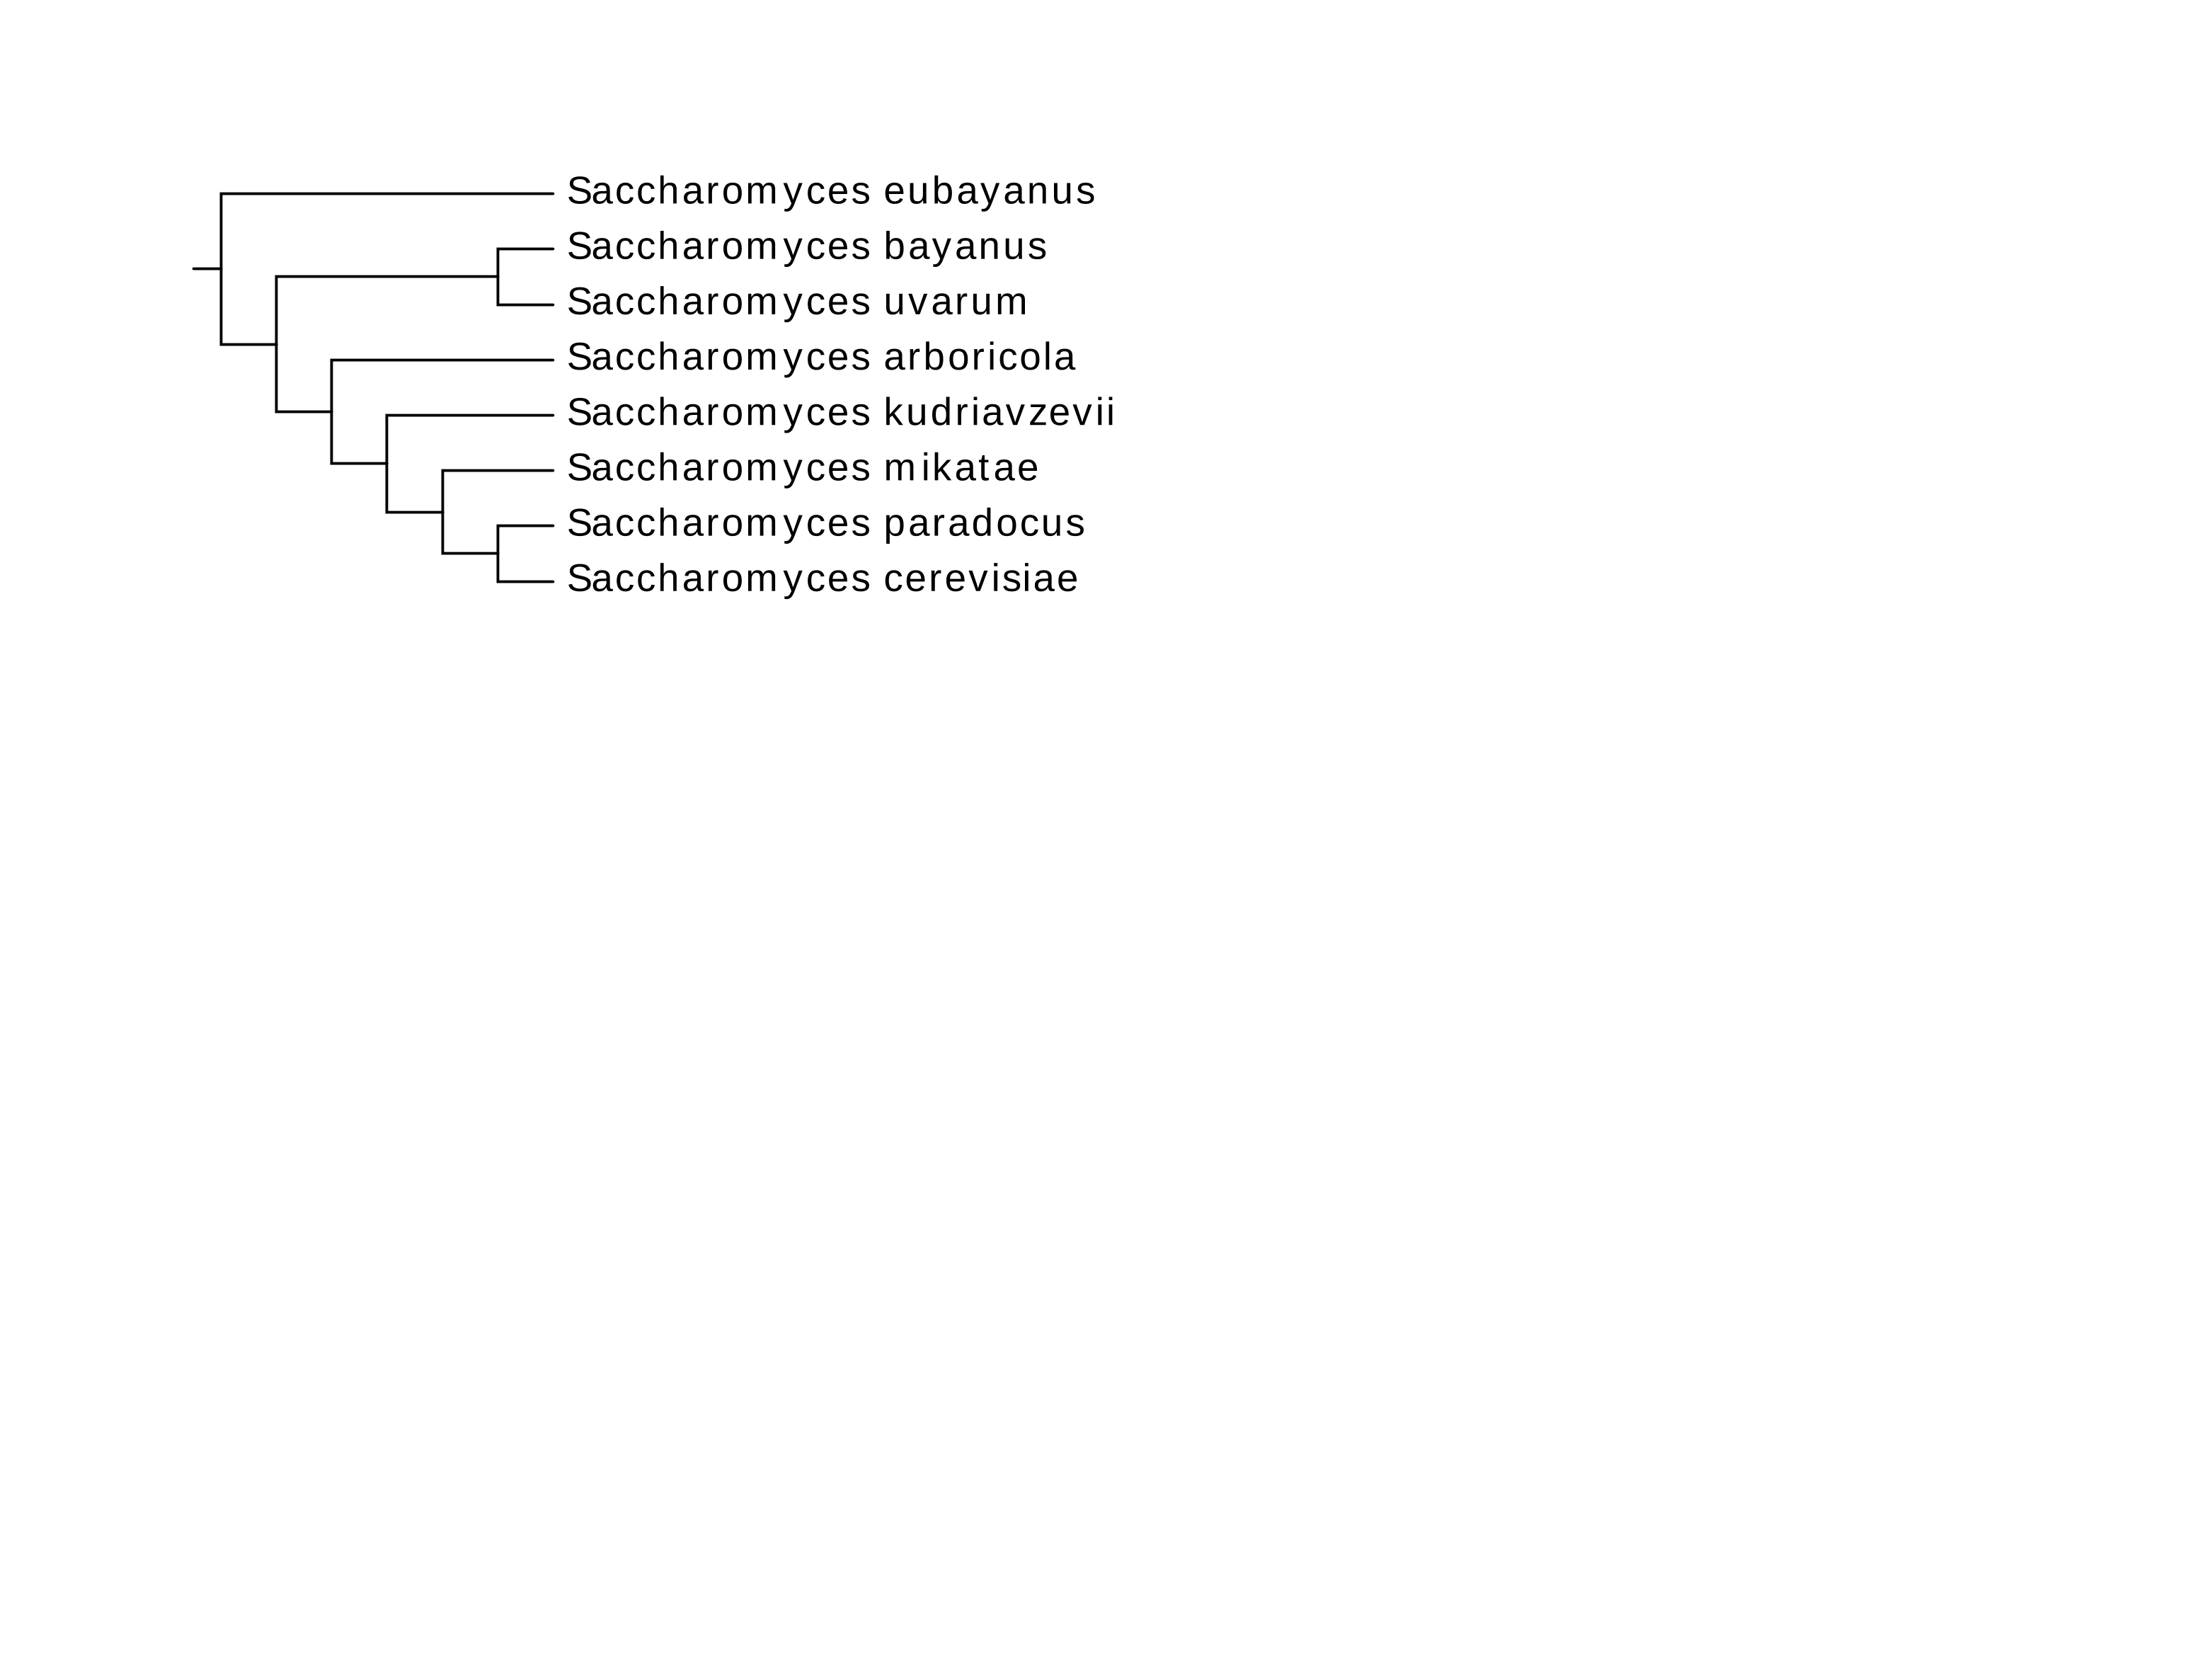 Saccharomyces eubayanus
Saccharomyces bayanus
Saccharomyces uvarum
Saccharomyces arboricola
Saccharomyces kudriavzevii
Saccharomyces mikatae
Saccharomyces paradocus
Saccharomyces cerevisiae